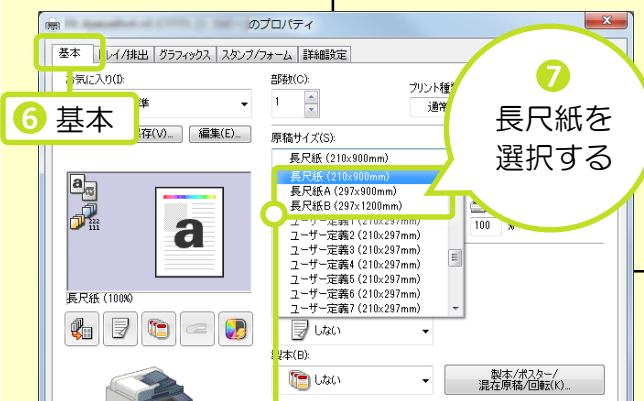 のプロパティ
基本 トレイ/排出 グラフィックス スタンプ/フォーム 詳細設定
お気に入り(I):
部数(C):
プリント種
❻ 基本
準
1
通常
❼
長尺紙を
選択する
存(V)...
編集(E)...
原稿サイズ(S):
長尺紙 (210x900mm)
長尺紙 (210x900mm)
長尺紙A (297x900mm)
長尺紙B (297x1200mm)
ユーザー定義1 (210x297mm)
ユーザー定義2 (210x297mm)
ユーザー定義3 (210x297mm)
ユーザー定義4 (210x297mm)
ユーザー定義5 (210x297mm)
ユーザー定義6 (210x297mm)
ユーザー定義7 (210x297mm)
100 %
a
222
111
a
長尺紙 (100%)
しない
製本(B):
しない
製本/ポスター/
混在原稿/回転(K)...